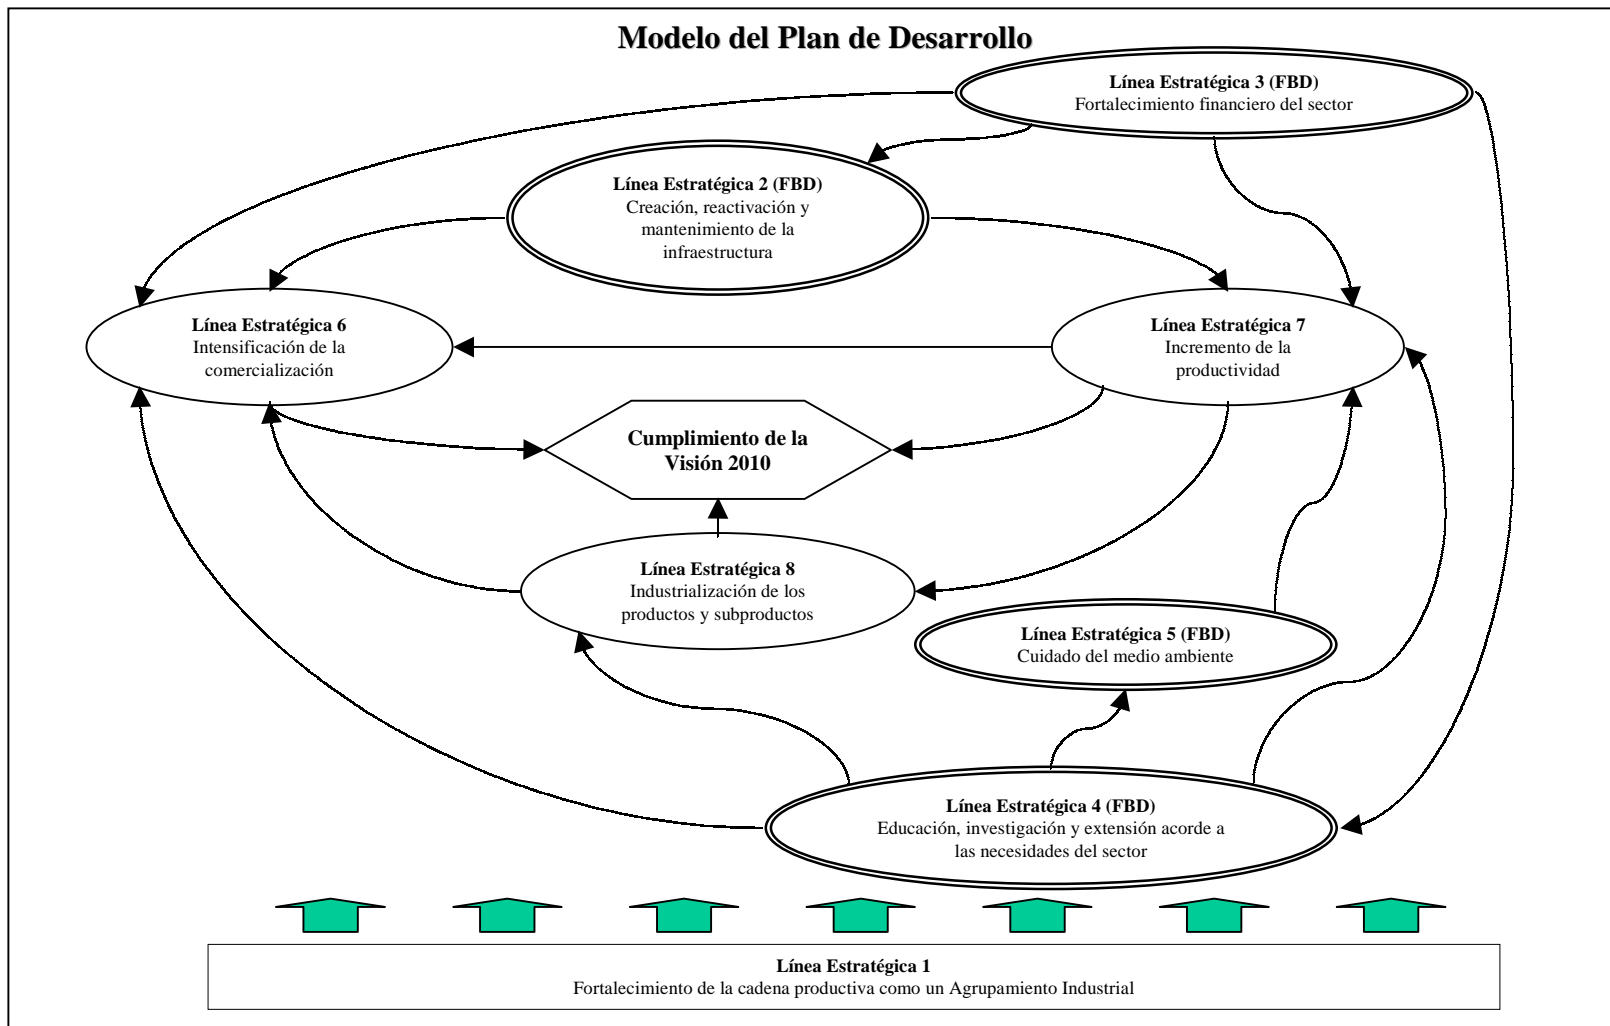 Modelo del Plan de Desarrollo
Línea Estratégica 3 (FBD)
Fortalecimiento financiero del sector
Línea Estratégica 2 (FBD)
Creación, reactivación y
mantenimiento de la
infraestructura
Línea Estratégica 6
Intensificación de la
comercialización
Línea Estratégica 7
Incremento de la
productividad
Cumplimiento de la
Visión 2010
Línea Estratégica 8
Industrialización de los
productos y subproductos
Línea Estratégica 5 (FBD)
Cuidado del medio ambiente
Línea Estratégica 4 (FBD)
Educación, investigación y extensión acorde a
las necesidades del sector
Línea Estratégica 1
Fortalecimiento de la cadena productiva como un Agrupamiento Industrial